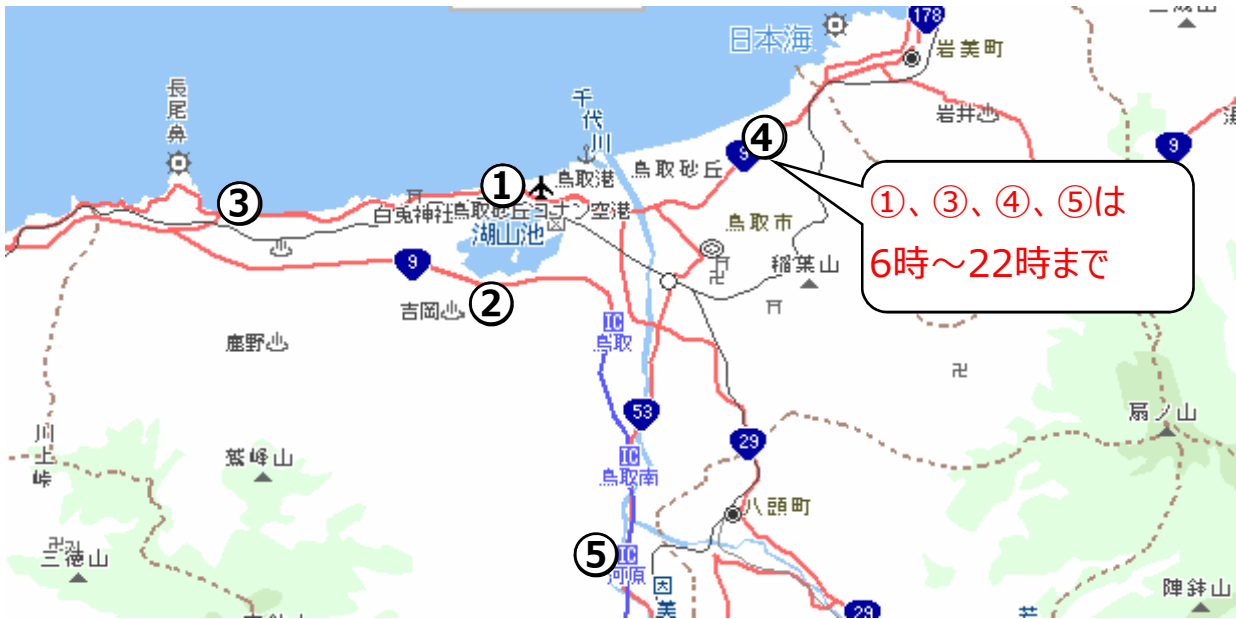 178
日本海
岩美町
長尾鼻
千代川
岩井
9
④
9
鳥取港
鳥取砂丘
①
③
①、③、④、⑤は
白兎神社
鳥取砂丘コナン空港
鳥取市
湖山池
6時～22時まで
9
稲葉山
②
吉岡
IC
鳥取
鹿野
卍
53
扇ノ山
29
川上峠
鷲峰山
IC
鳥取南
八頭町
⑤
IC
河原
三徳山
因美
陣鉢山
29